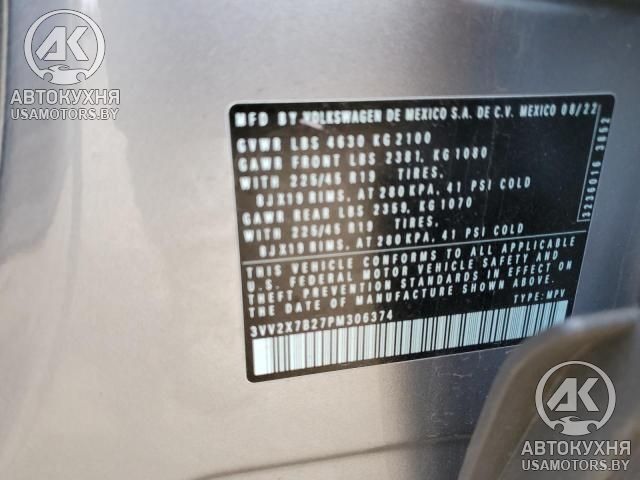 AK
АВТОКУХНЯ
USAMOTORS.BY
MFD BY VOLKSWAGEN DE MEXICO S.A. DE C.V. MEXICO 08/22
GVWR LBS 4630 KG 2100
GAWR FRONT LBS 2381, KG 1080
WITH 225/45 R19 TIRES,
8JX19 RIMS, AT 280 KPA, 41 PSI COLD
GAWR REAR LBS 2359, KG 1070
WITH 225/45 R19 TIRES,
8JX19 RIMS, AT 280 KPA, 41 PSI COLD
THIS VEHICLE CONFORMS TO ALL APPLICABLE
U.S. FEDERAL MOTOR VEHICLE SAFETY AND
THEFT PREVENTION STANDARDS IN EFFECT ON
THE DATE OF MANUFACTURE SHOWN ABOVE.
3VV2X7B27PM306374 TYPE: MPV
3236016 3862
AK
АВТОКУХНЯ
USAMOTORS.BY